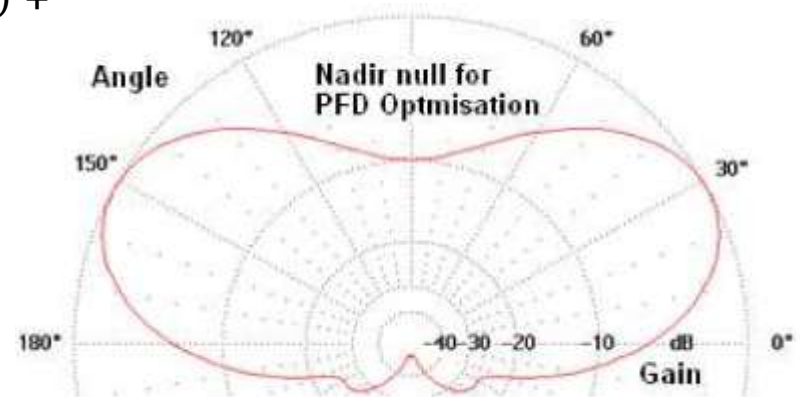 ) +
120°
60°
Angle
Nadir null for
PFD Optmisation
150°
30°
180°
-40 -30 -20 -10 dB 0°
Gain